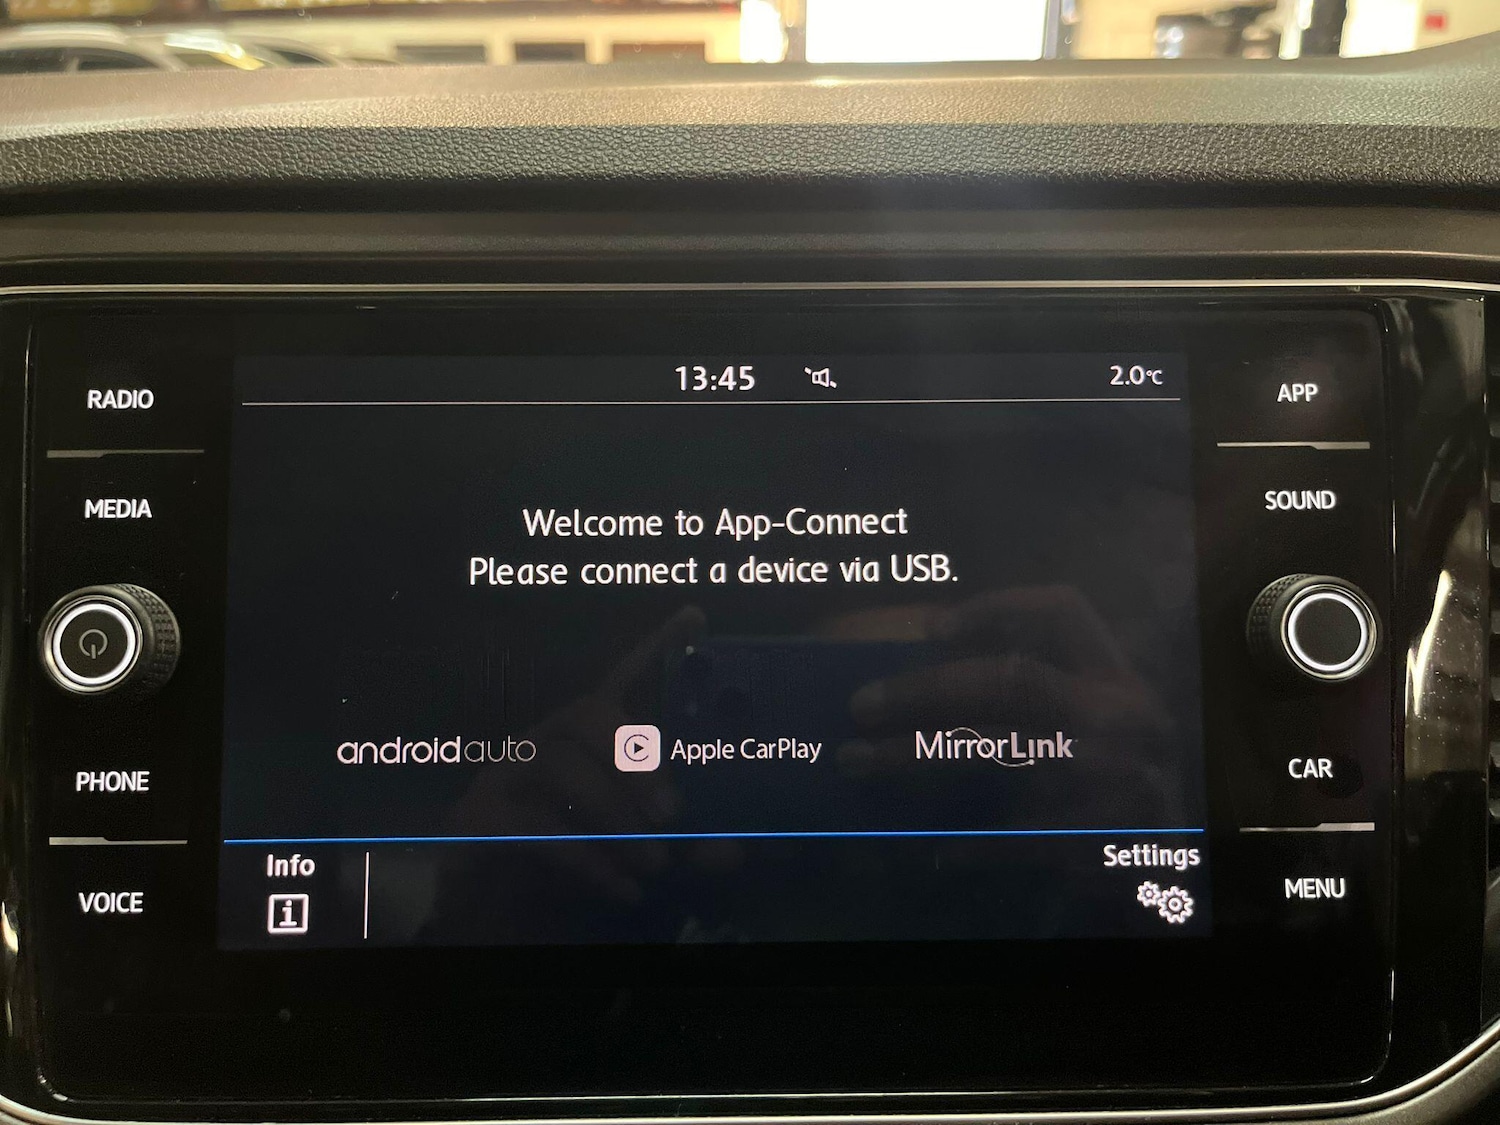 13:45
2.0°C
RADIO
APP
MEDIA
SOUND
Welcome to App-Connect
Please connect a device via USB.
androidauto
Apple CarPlay
MirrorLink
PHONE
CAR
Info
Settings
VOICE
MENU